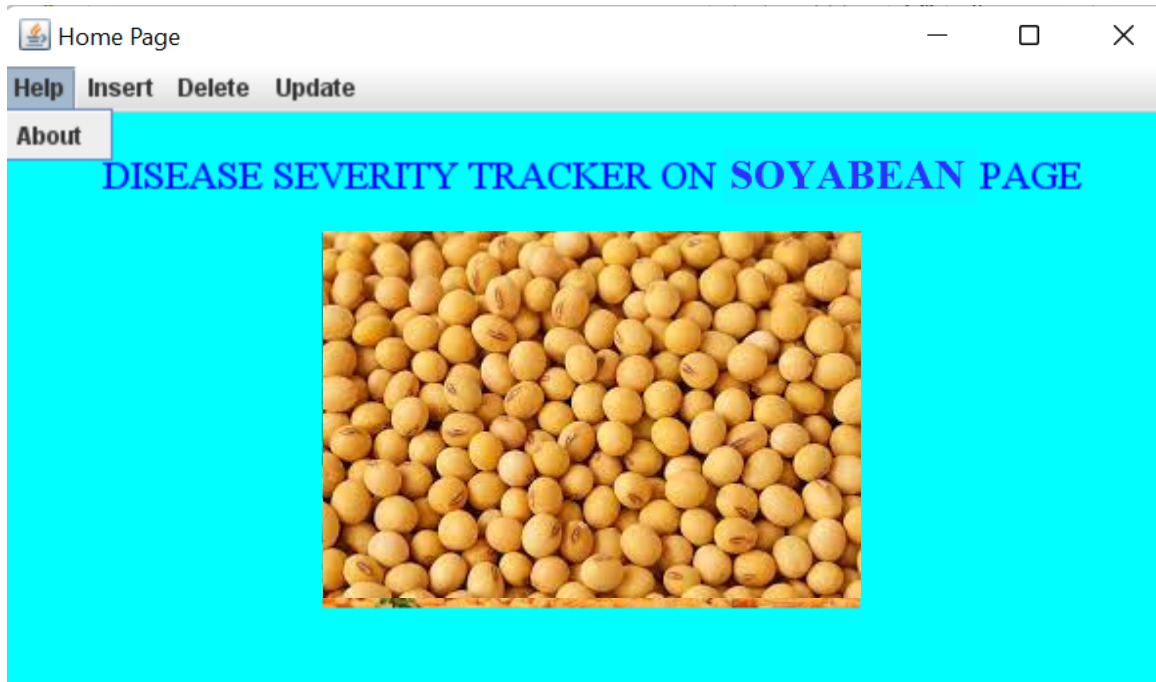 Home Page
Help Insert Delete Update
About
DISEASE SEVERITY TRACKER ON SOYABEAN PAGE